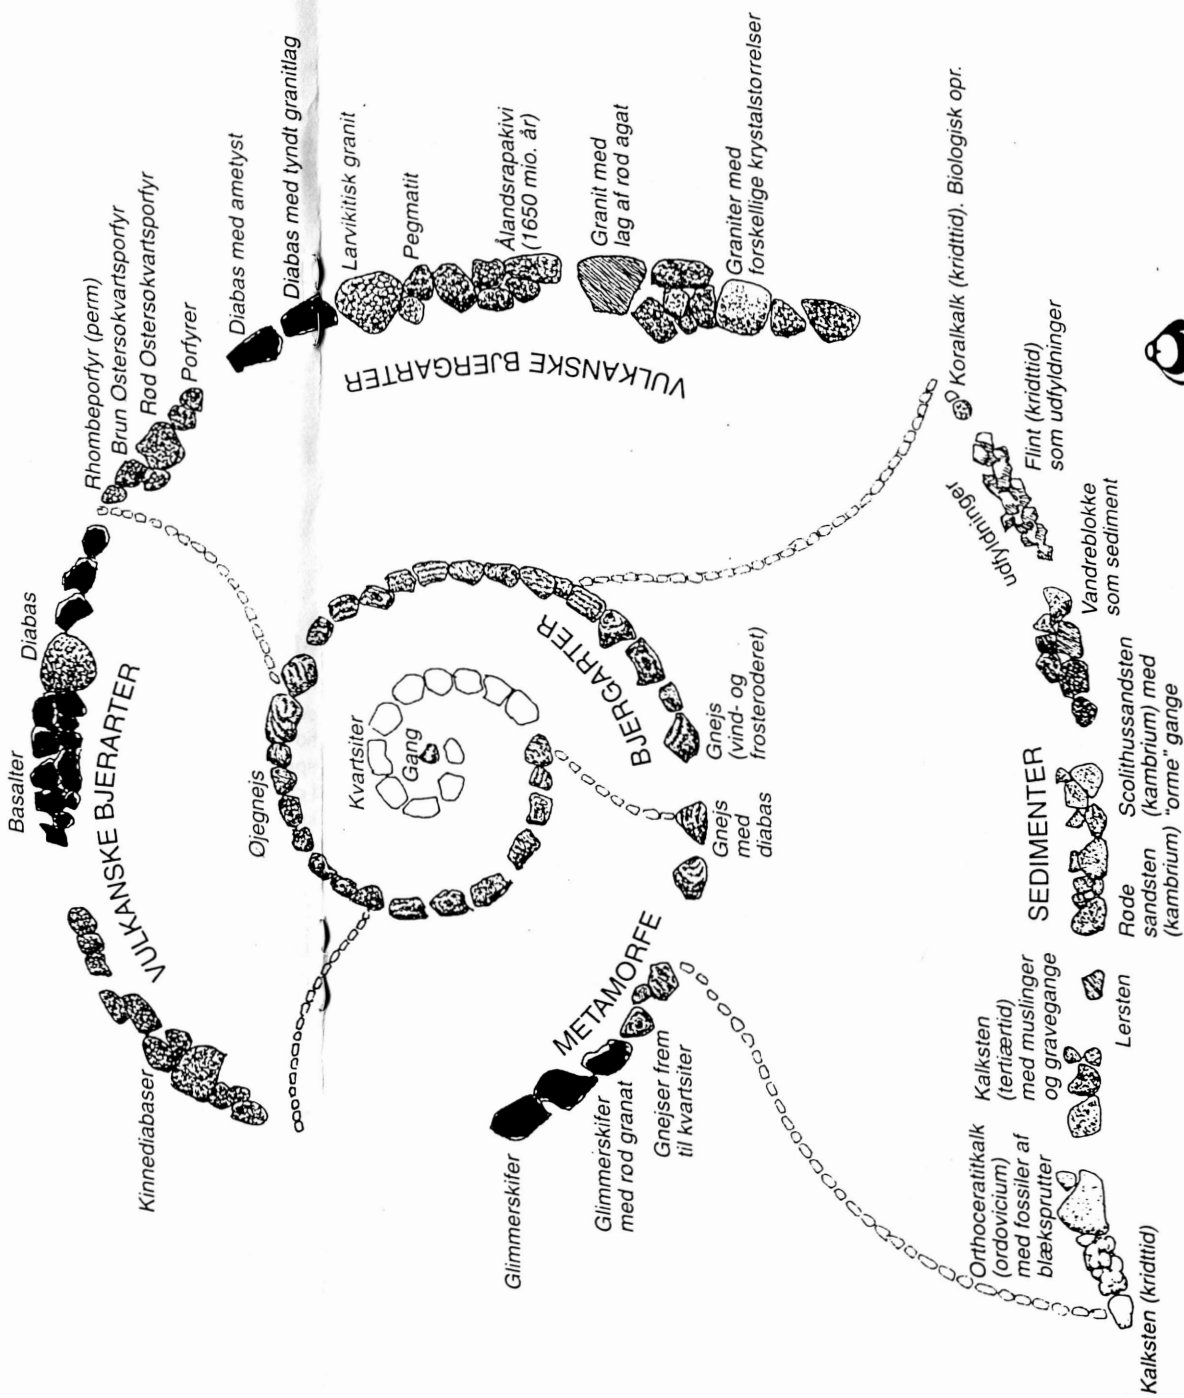 Basalter
Diabas
Rhombeporfyr (perm)
Brun Ostersokvartsporfyr
Rød Ostersokvartsporfyr
Porfyrer
VULKANSKE BJERARTER
Kinnediabaser
Diabas med ametyst
Diabas med tyndt granitlag
Larvikitisk granit
Pegmatit
Ålandsrapakivi
(1650 mio. år)
Granit med
lag af rød agat
Graniter med
forskellige krystalstorrelser
VULKANSKE BJERGARTER
Øjegnejs
Kvartsiter
Gang
BJERGARTER
Gnejs
(vind- og
frosteroderet)
Gnejs
med
diabas
METAMORFE
Glimmerskifer
Glimmerskifer
med rød granat
Gnejser frem
til kvartsiter
Koralkalk (kridttid). Biologisk opr.
udfyldninger
Flint (kridttid)
som udfyldninger
Vandreblokke
som sediment
SEDIMENTER
Scolithussandsten
(kambrium) med
"orme" gange
Rode
sandsten
(kambrium)
Lersten
Kalksten
(tertiærtid)
med muslinger
og gravegange
Orthoceratitkalk
(ordovicium)
med fossiler af
blæksprutter
Kalksten (kridttid)